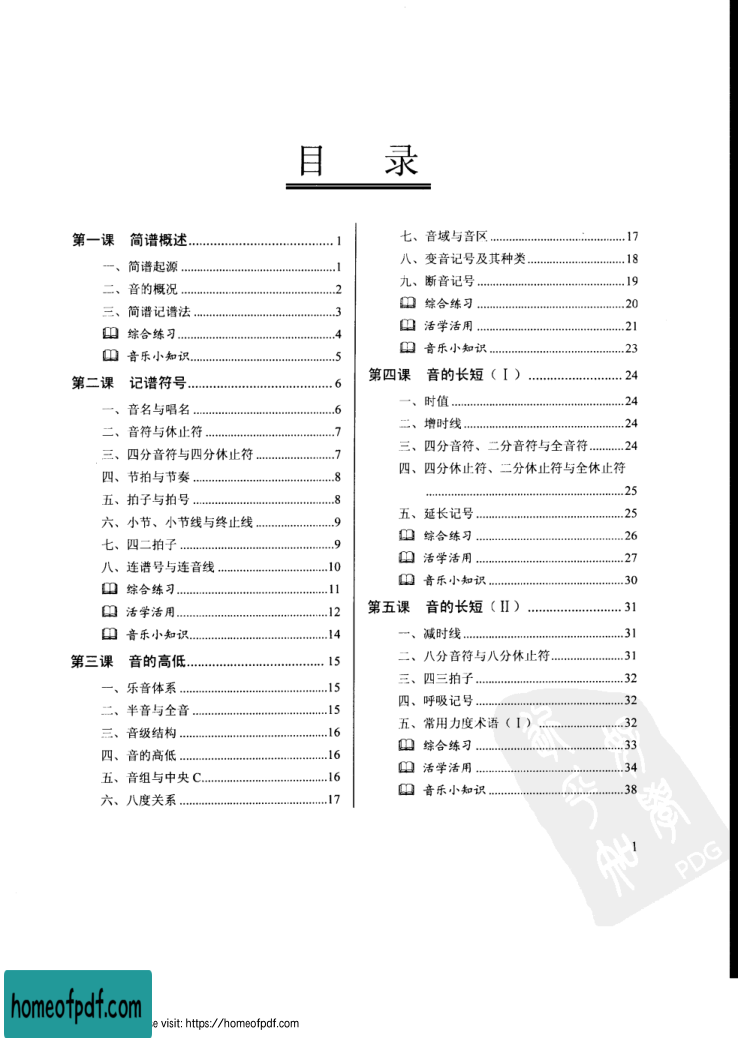 目 录
第一课 简谱概述........................................ 1
一、简谱起源........................................1
二、音的概况........................................2
三、简谱记谱法........................................3
综合练习........................................4
音乐小知识........................................5
第二课 记谱符号........................................ 6
一、音名与唱名........................................6
二、音符与休止符........................................7
三、四分音符与四分休止符........................................7
四、节拍与节奏........................................8
五、拍子与拍号........................................8
六、小节、小节线与终止线........................................9
七、四二拍子........................................9
八、连谱号与连音线........................................10
综合练习........................................11
活学活用........................................12
音乐小知识........................................14
第三课 音的高低........................................ 15
一、乐音体系........................................15
二、半音与全音........................................15
三、音级结构........................................16
四、音的高低........................................16
五、音组与中央C........................................16
六、八度关系........................................17
七、音域与音区........................................17
八、变音记号及其种类........................................18
九、断音记号........................................19
综合练习........................................20
活学活用........................................21
音乐小知识........................................23
第四课 音的长短（Ⅰ）........................................ 24
一、时值........................................24
二、增时线........................................24
三、四分音符、二分音符与全音符........................................24
四、四分休止符、二分休止符与全休止符
........................................25
五、延长记号........................................25
综合练习........................................26
活学活用........................................27
音乐小知识........................................30
第五课 音的长短（Ⅱ）........................................ 31
一、减时线........................................31
二、八分音符与八分休止符........................................31
三、四三拍子........................................32
四、呼吸记号........................................32
五、常用力度术语（Ⅰ）........................................32
综合练习........................................33
活学活用........................................34
音乐小知识........................................38
1
PDG
homeofpdf.com
e visit: https://homeofpdf.com